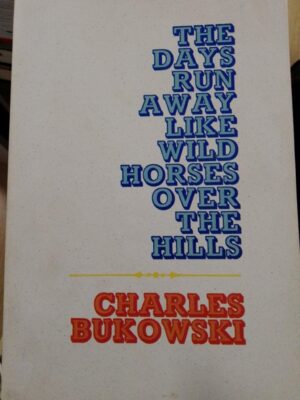 THE
DAYS
RUN
AWAY
LIKE
WILD
HORSES
OVER
THE
HILLS
CHARLES
BUKOWSKI